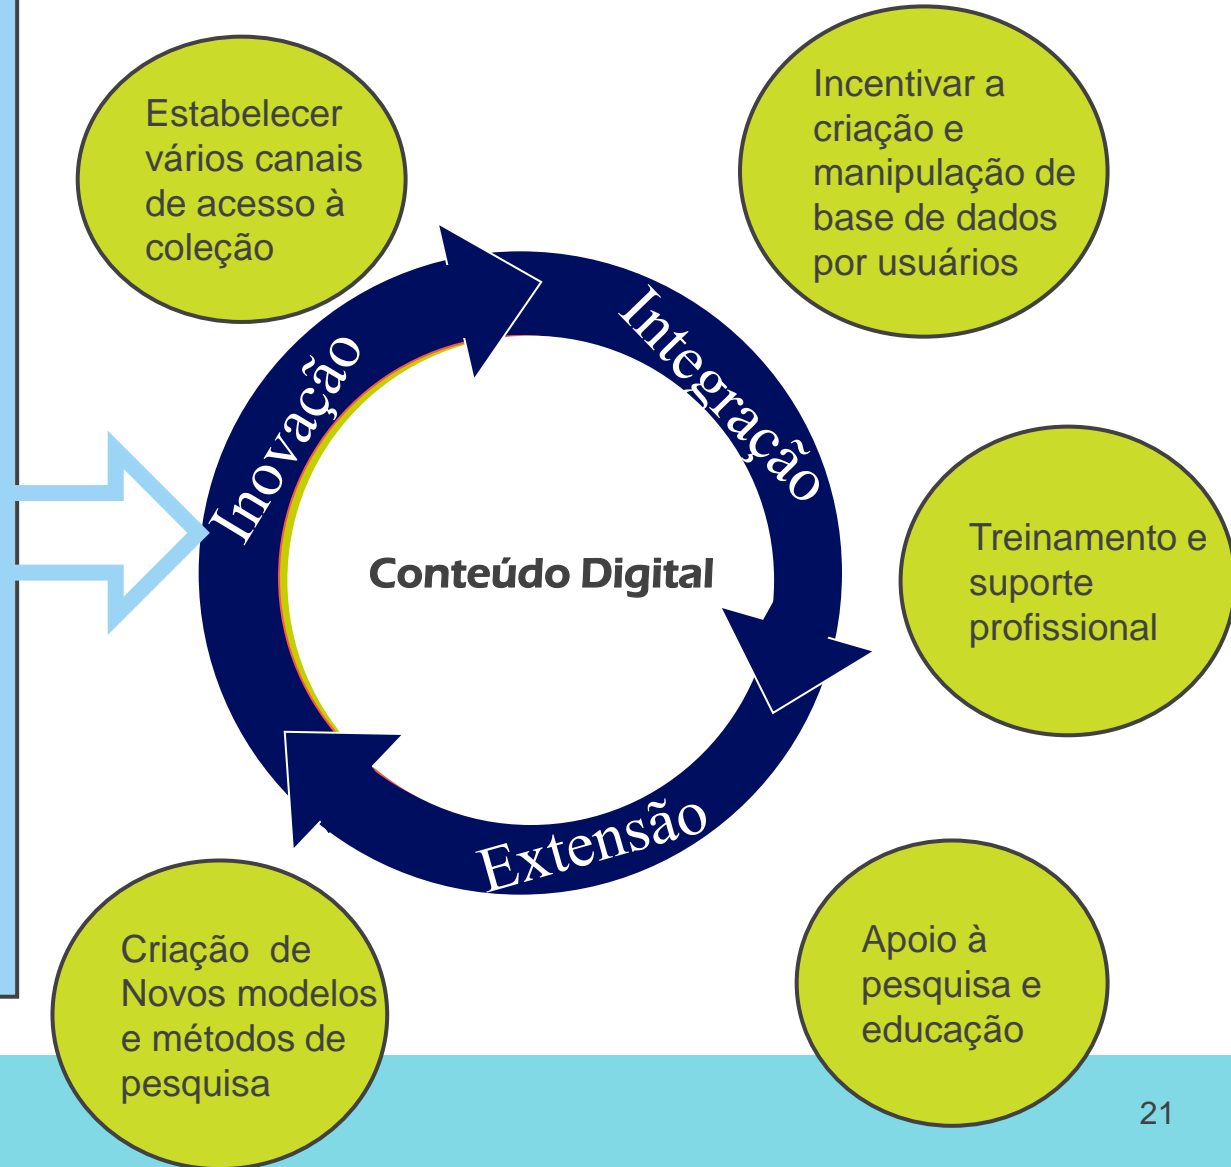 Estabelecer
vários canais
de acesso à
coleção
Incentivar a
criação e
manipulação de
base de dados
por usuários
Inovação
Integração
Conteúdo Digital
Treinamento e
suporte
profissional
Extensão
Criação  de
Novos modelos
e métodos de
pesquisa
Apoio à
pesquisa e
educação
21